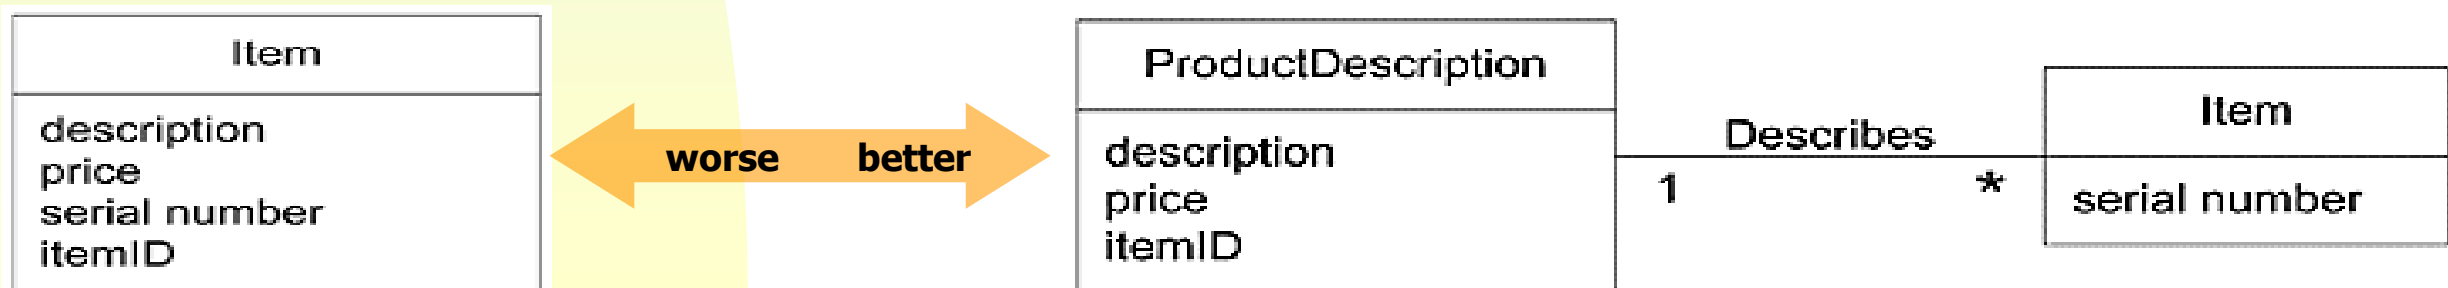 Item
description
price
serial number
itemID
worse better
ProductDescription
description
price
itemID
Describes
1 *
Item
serial number